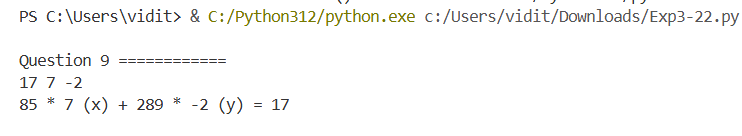 PS C:\Users\vidit> & C:/Python312/python.exe c:/Users/vidit/Downloads/Exp3-22.py
Question 9 ============
17 7 -2
85 * 7 (x) + 289 * -2 (y) = 17